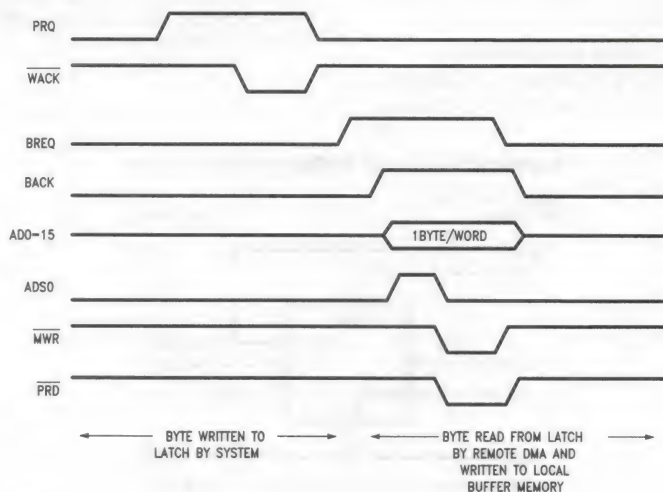 PRQ
WACK
BREQ
BACK
AD0-15
1BYTE/WORD
ADS0
MWR
PRD
BYTE WRITTEN TO
LATCH BY SYSTEM
BYTE READ FROM LATCH
BY REMOTE DMA AND
WRITTEN TO LOCAL
BUFFER MEMORY